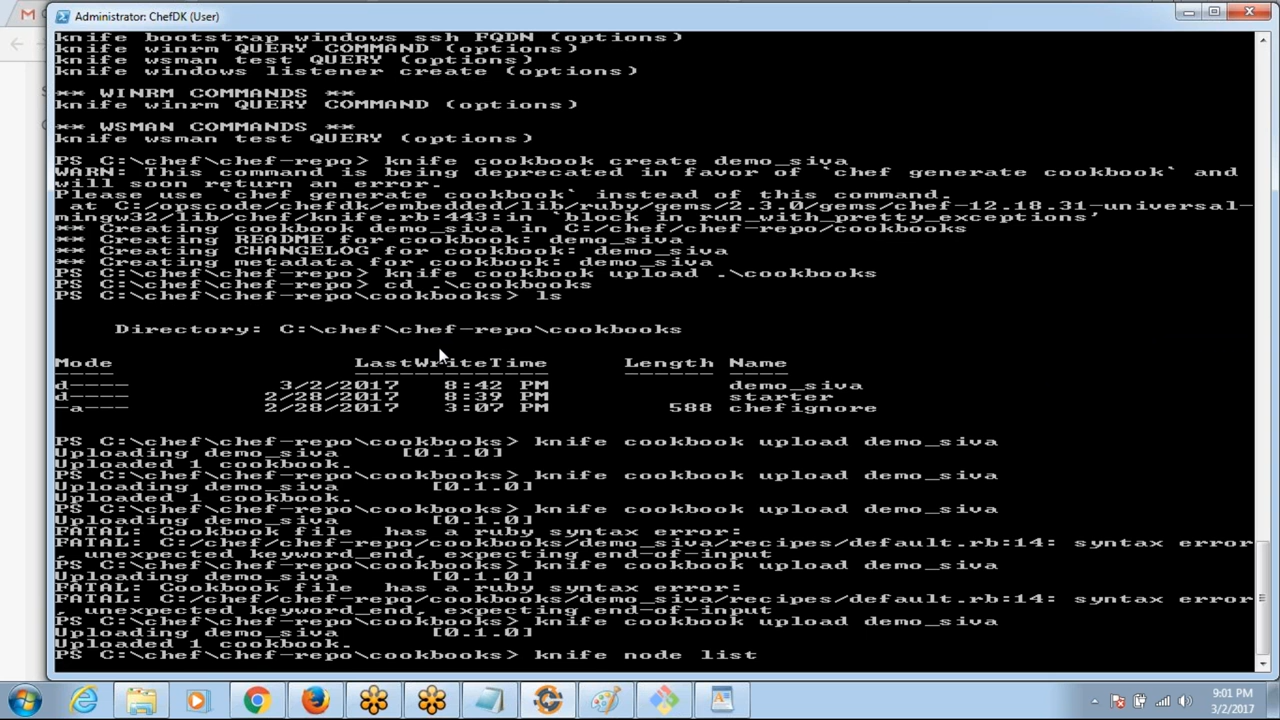 Administrator: ChefDK (User)
knife bootstrap windows ssh FQDN (options)
knife winrm QUERY COMMAND (options)
knife wsman test QUERY (options)
knife windows listener create (options)
** WINRM COMMANDS **
knife winrm QUERY COMMAND (options)
** WSMAN COMMANDS **
knife wsman test QUERY (options)
PS C:\chef\chef-repo> knife cookbook create demo_siva
WARN: This command is being deprecated in favor of `chef generate cookbook` and
will soon return an error.
Please use `chef generate cookbook` instead of this command.
 at C:/opscode/chefdk/embedded/lib/ruby/gems/2.3.0/gems/chef-12.18.31-universal-
mingw32/lib/chef/knife.rb:443:in `block in run_with_pretty_exceptions'
** Creating cookbook demo_siva in C:/chef/chef-repo/cookbooks
** Creating README for cookbook: demo_siva
** Creating CHANGELOG for cookbook: demo_siva
** Creating metadata for cookbook: demo_siva
PS C:\chef\chef-repo> knife cookbook upload .\cookbooks
PS C:\chef\chef-repo> cd .\cookbooks
PS C:\chef\chef-repo\cookbooks> ls
Directory: C:\chef\chef-repo\cookbooks
Mode LastWriteTime Length Name
---- ------------- ------ ----
d---- 3/2/2017 8:42 PM demo_siva
d---- 2/28/2017 8:39 PM starter
-a--- 2/28/2017 3:07 PM 588 chefignore
PS C:\chef\chef-repo\cookbooks> knife cookbook upload demo_siva
Uploading demo_siva [0.1.0]
Uploaded 1 cookbook.
PS C:\chef\chef-repo\cookbooks> knife cookbook upload demo_siva
Uploading demo_siva [0.1.0]
Uploaded 1 cookbook.
PS C:\chef\chef-repo\cookbooks> knife cookbook upload demo_siva
Uploading demo_siva [0.1.0]
FATAL: Cookbook file has a ruby syntax error:
FATAL: C:/chef/chef-repo/cookbooks/demo_siva/recipes/default.rb:14: syntax error
, unexpected keyword_end, expecting end-of-input
PS C:\chef\chef-repo\cookbooks> knife cookbook upload demo_siva
Uploading demo_siva [0.1.0]
FATAL: Cookbook file has a ruby syntax error:
FATAL: C:/chef/chef-repo/cookbooks/demo_siva/recipes/default.rb:14: syntax error
, unexpected keyword_end, expecting end-of-input
PS C:\chef\chef-repo\cookbooks> knife cookbook upload demo_siva
Uploading demo_siva [0.1.0]
Uploaded 1 cookbook.
PS C:\chef\chef-repo\cookbooks> knife node list
9:01 PM
3/2/2017